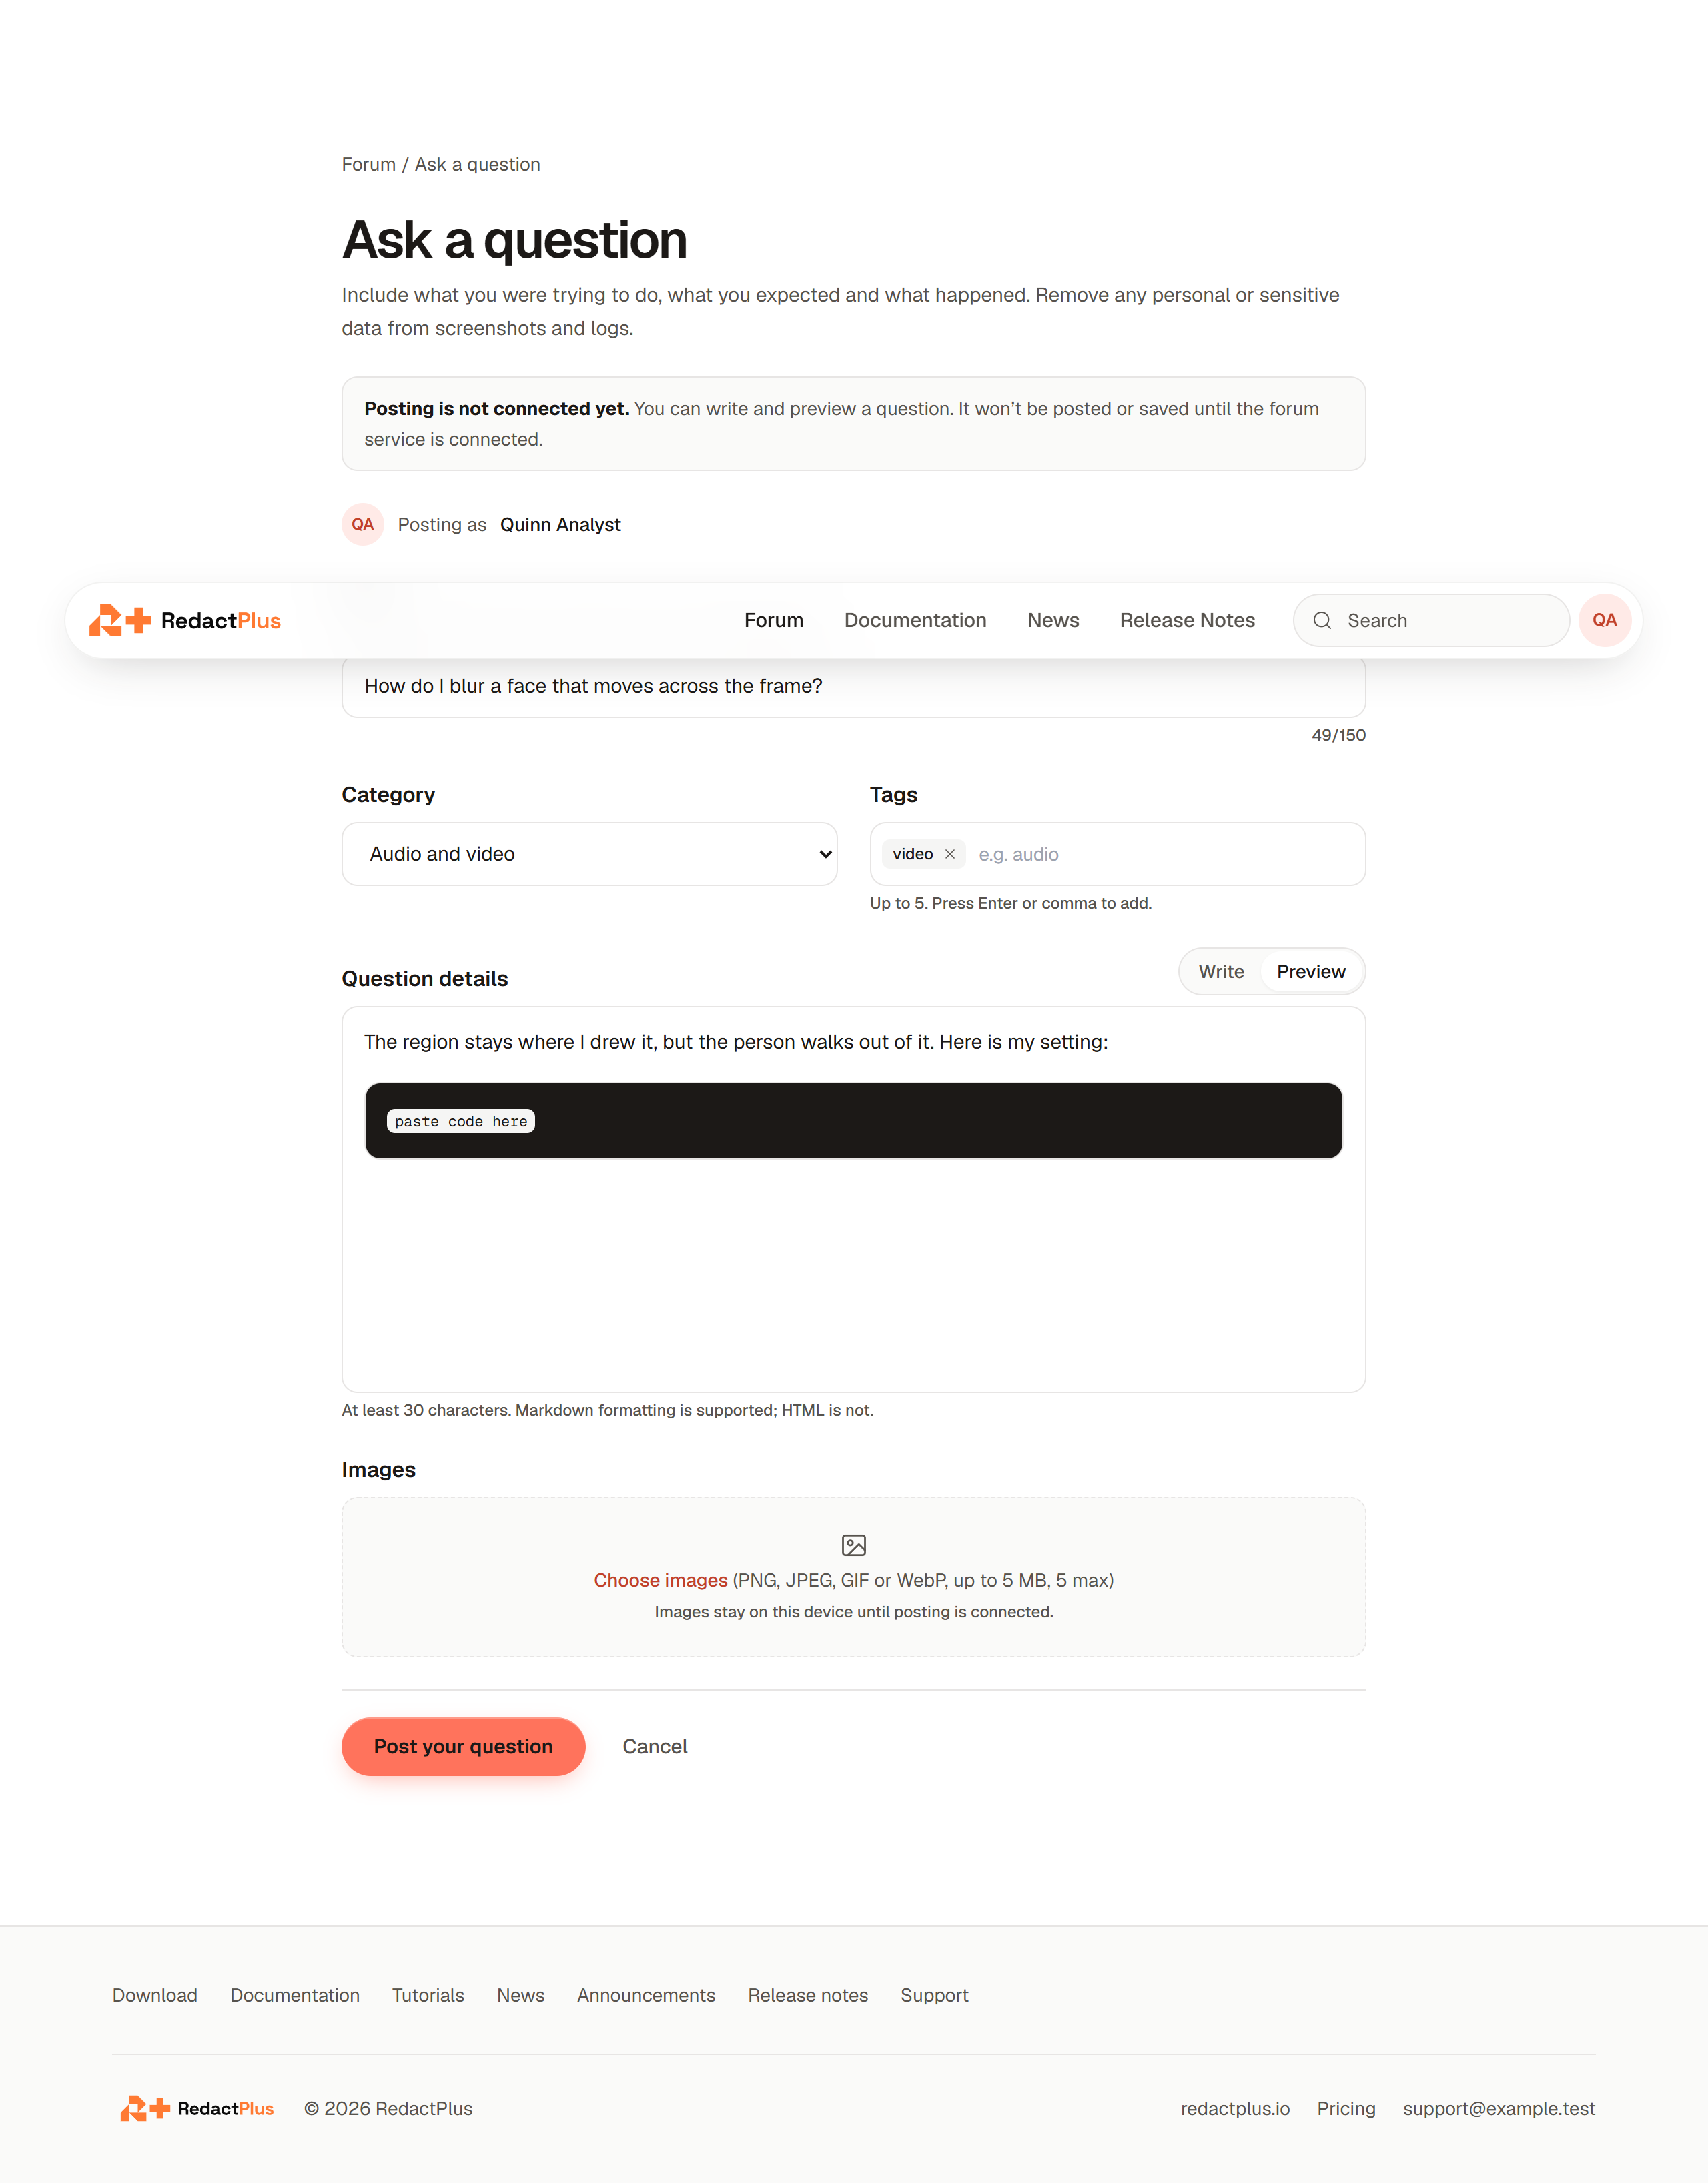 Forum / Ask a question
Ask a question
Include what you were trying to do, what you expected and what happened. Remove any personal or sensitive
data from screenshots and logs.
Posting is not connected yet. You can write and preview a question. It won’t be posted or saved until the forum
service is connected.
QA Posting as Quinn Analyst
RedactPlus Forum Documentation News Release Notes Search QA
How do I blur a face that moves across the frame?
49/150
Category Tags
Audio and video video e.g. audio
Up to 5. Press Enter or comma to add.
Question details Write Preview
The region stays where I drew it, but the person walks out of it. Here is my setting:
paste code here
At least 30 characters. Markdown formatting is supported; HTML is not.
Images
Choose images (PNG, JPEG, GIF or WebP, up to 5 MB, 5 max)
Images stay on this device until posting is connected.
Post your question Cancel
Download Documentation Tutorials News Announcements Release notes Support
RedactPlus © 2026 RedactPlus redactplus.io Pricing support@example.test